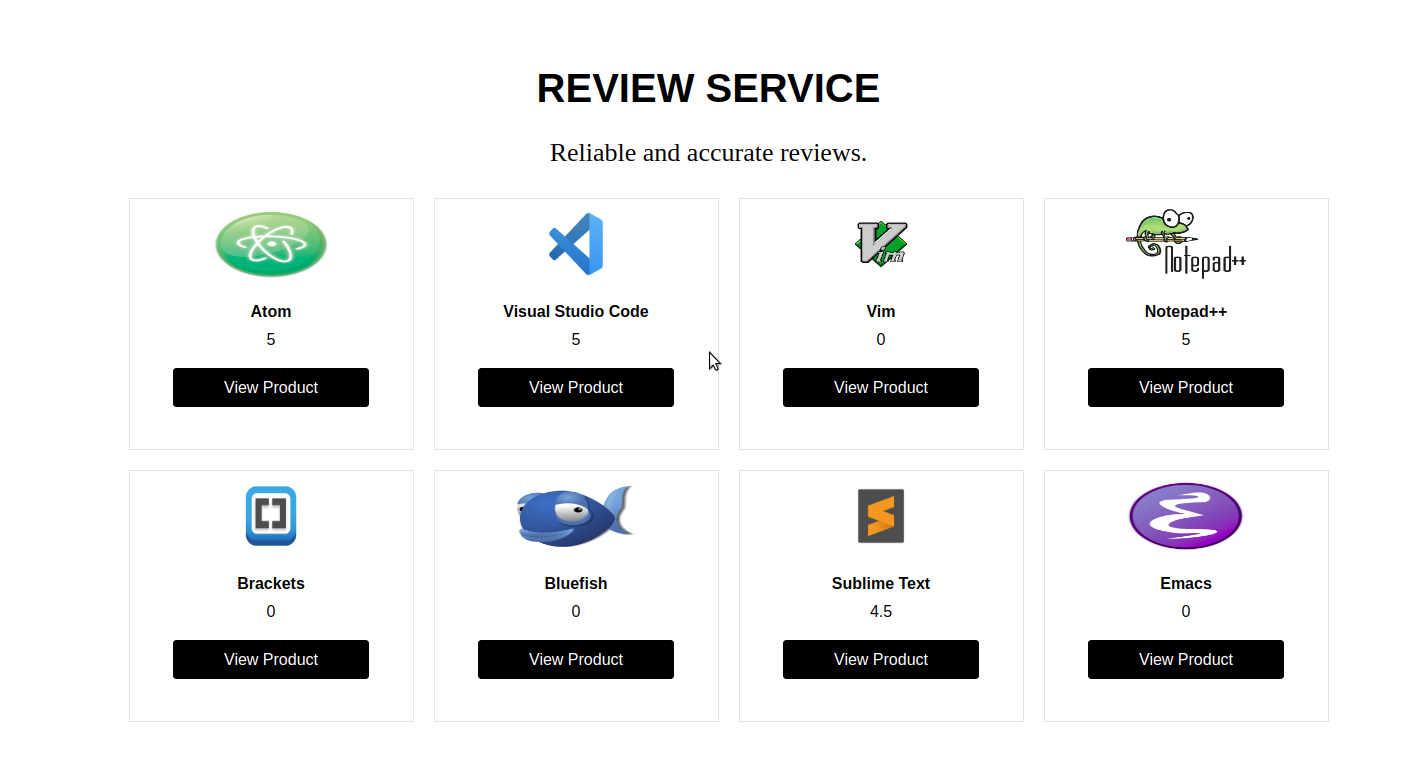 REVIEW SERVICE
Reliable and accurate reviews.
Vim
Notepad++
Atom
Visual Studio Code
Vim
Notepad++
5
5
0
5
View Product
View Product
View Product
View Product
Brackets
Bluefish
Sublime Text
Emacs
0
0
4.5
0
View Product
View Product
View Product
View Product